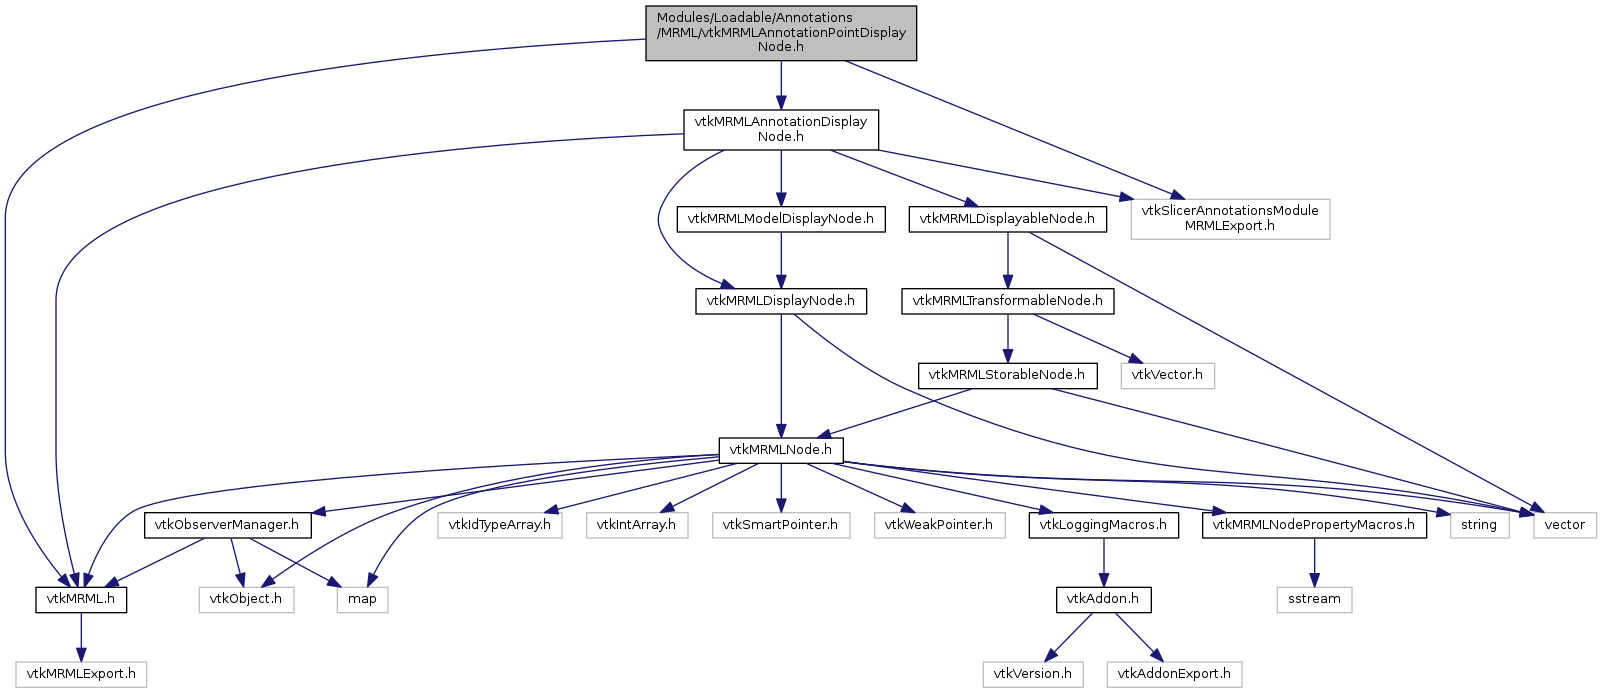 Modules/Loadable/Annotations
/MRML/vtkMRMLAnnotationPointDisplay
Node.h
vtkMRMLAnnotationDisplay
Node.h
vtkMRMLModelDisplayNode.h
vtkMRMLDisplayableNode.h
vtkSlicerAnnotationsModule
MRMLExport.h
vtkMRMLDisplayNode.h
vtkMRMLTransformableNode.h
vtkMRMLStorableNode.h
vtkVector.h
vtkMRMLNode.h
vtkObserverManager.h
vtkIdTypeArray.h
vtkIntArray.h
vtkSmartPointer.h
vtkWeakPointer.h
vtkLoggingMacros.h
vtkMRMLNodePropertyMacros.h
string
vector
vtkMRML.h
vtkObject.h
map
vtkAddon.h
sstream
vtkMRMLExport.h
vtkVersion.h
vtkAddonExport.h